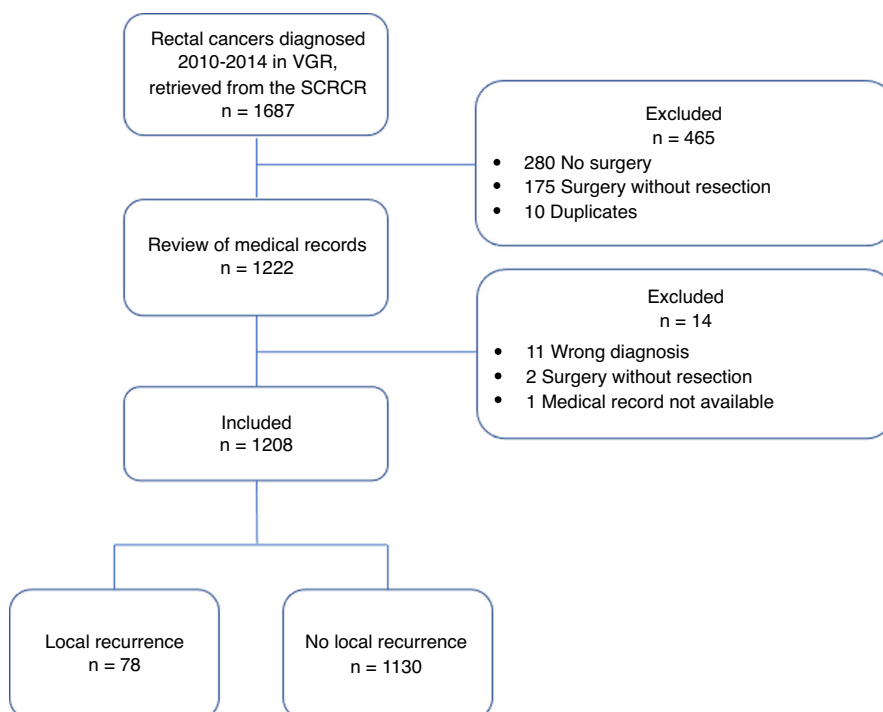 Rectal cancers diagnosed
2010-2014 in VGR,
retrieved from the SCRCR
n = 1687
Excluded
n = 465
• 280 No surgery
• 175 Surgery without resection
• 10 Duplicates
Review of medical records
n = 1222
Excluded
n = 14
• 11 Wrong diagnosis
• 2 Surgery without resection
• 1 Medical record not available
Included
n = 1208
Local recurrence
n = 78
No local recurrence
n = 1130